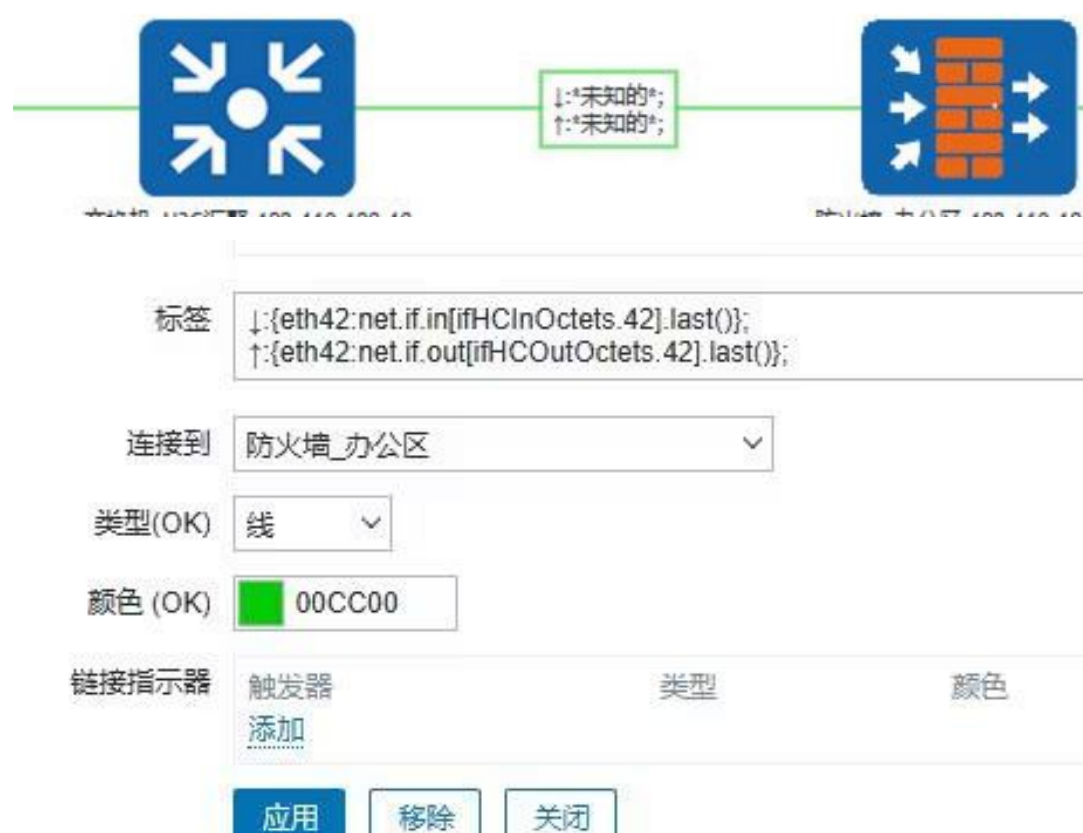 ↓:*未知的*;
↑:*未知的*;
标签
↓:{eth42:net.if.in[ifHCInOctets.42].last()};
↑:{eth42:net.if.out[ifHCOutOctets.42].last()};
连接到
防火墙_办公区
类型(OK)
线
颜色 (OK)
00CC00
链接指示器
触发器 类型 颜色
添加
应用 移除 关闭